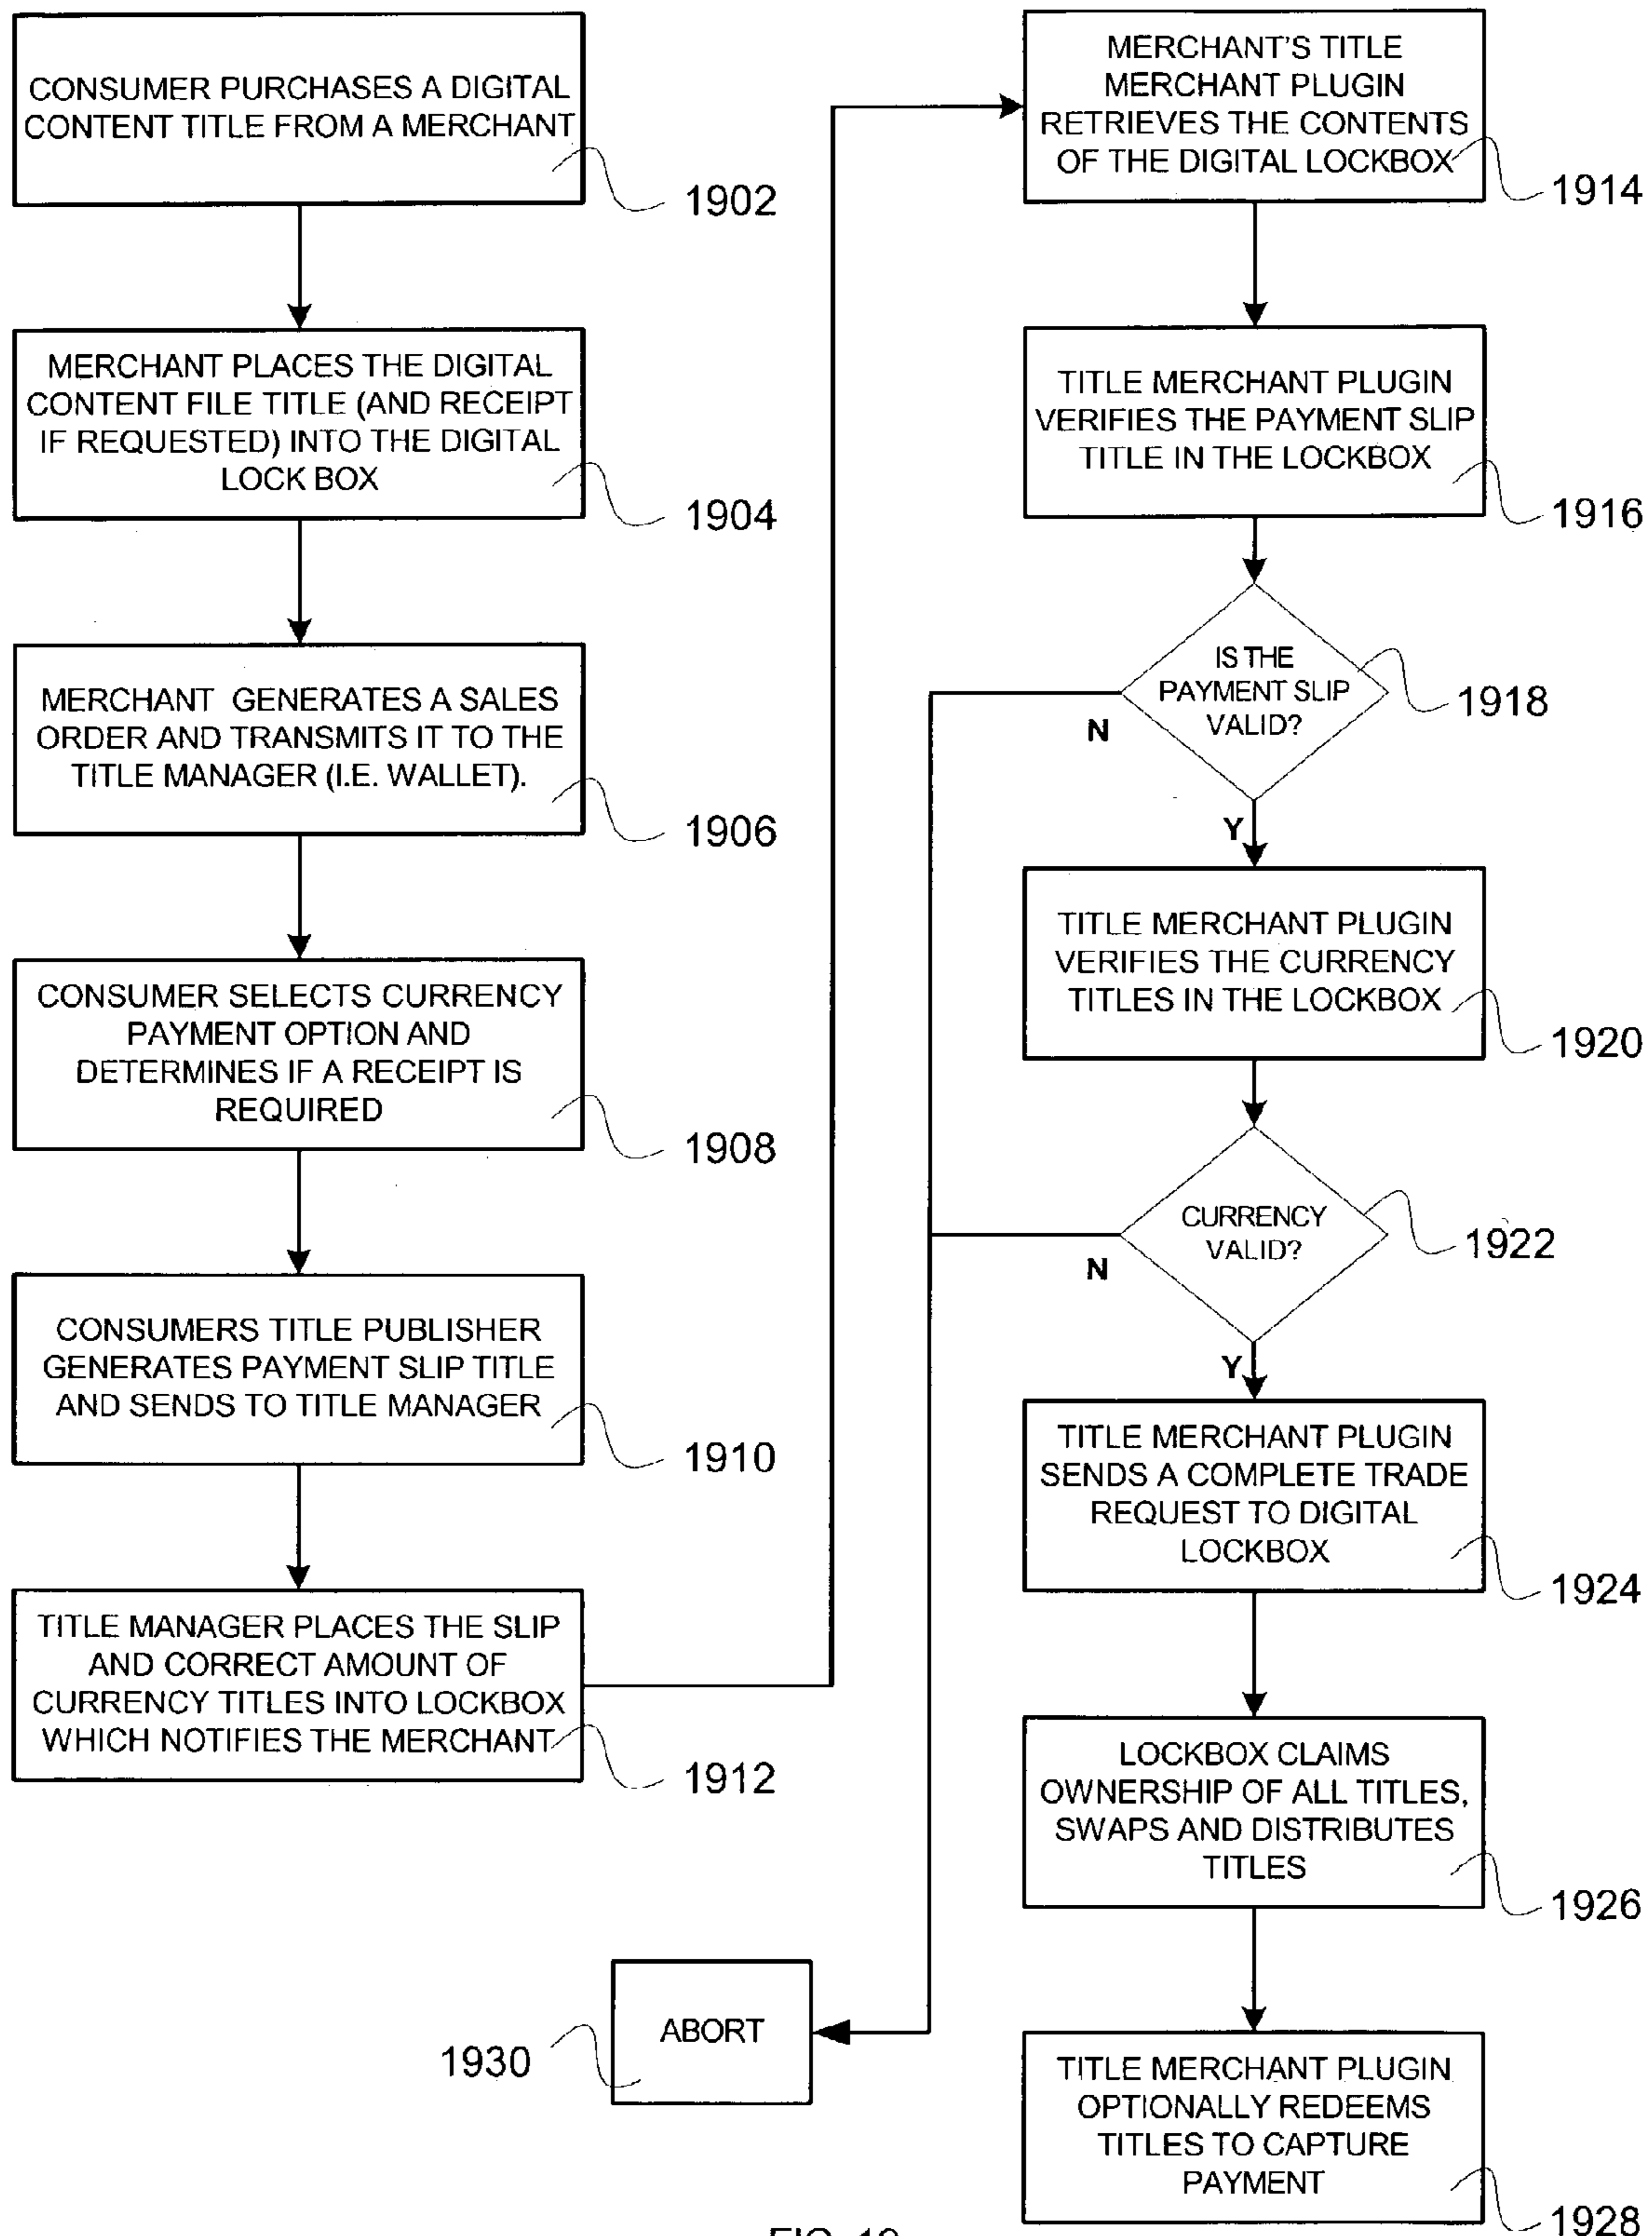 CONSUMER PURCHASES A DIGITAL
CONTENT TITLE FROM A MERCHANT
1902
MERCHANT PLACES THE DIGITAL
CONTENT FILE TITLE (AND RECEIPT
IF REQUESTED) INTO THE DIGITAL
LOCK BOX
1904
MERCHANT GENERATES A SALES
ORDER AND TRANSMITS IT TO THE
TITLE MANAGER (I.E. WALLET).
1906
CONSUMER SELECTS CURRENCY
PAYMENT OPTION AND
DETERMINES IF A RECEIPT IS
REQUIRED
1908
CONSUMERS TITLE PUBLISHER
GENERATES PAYMENT SLIP TITLE
AND SENDS TO TITLE MANAGER
1910
TITLE MANAGER PLACES THE SLIP
AND CORRECT AMOUNT OF
CURRENCY TITLES INTO LOCKBOX
WHICH NOTIFIES THE MERCHANT
1912
MERCHANT'S TITLE
MERCHANT PLUGIN
RETRIEVES THE CONTENTS
OF THE DIGITAL LOCKBOX
1914
TITLE MERCHANT PLUGIN
VERIFIES THE PAYMENT SLIP
TITLE IN THE LOCKBOX
1916
IS THE
PAYMENT SLIP
VALID?
1918
N
Y
TITLE MERCHANT PLUGIN
VERIFIES THE CURRENCY
TITLES IN THE LOCKBOX
1920
CURRENCY
VALID?
1922
N
Y
TITLE MERCHANT PLUGIN
SENDS A COMPLETE TRADE
REQUEST TO DIGITAL
LOCKBOX
1924
LOCKBOX CLAIMS
OWNERSHIP OF ALL TITLES,
SWAPS AND DISTRIBUTES
TITLES
1926
ABORT
1930
TITLE MERCHANT PLUGIN
OPTIONALLY REDEEMS
TITLES TO CAPTURE
PAYMENT
1928